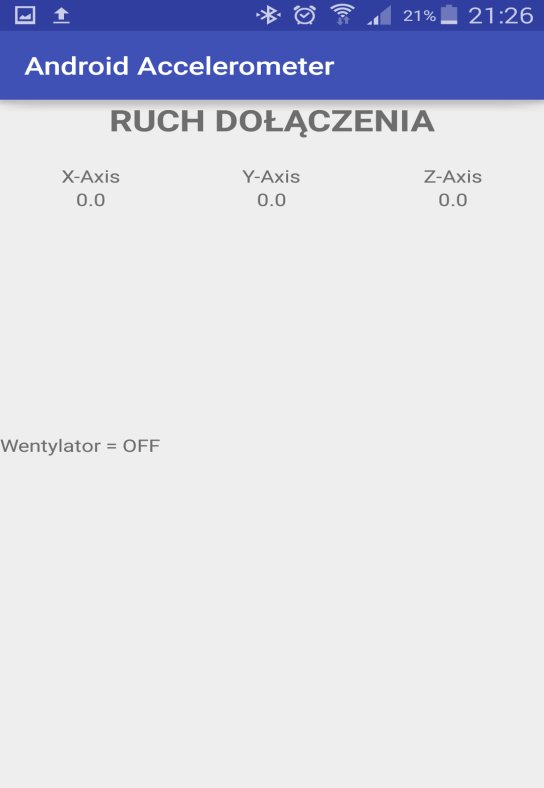 21% 21:26
Android Accelerometer
RUCH DOŁĄCZENIA
X-Axis Y-Axis Z-Axis
0.0 0.0 0.0
Wentylator = OFF